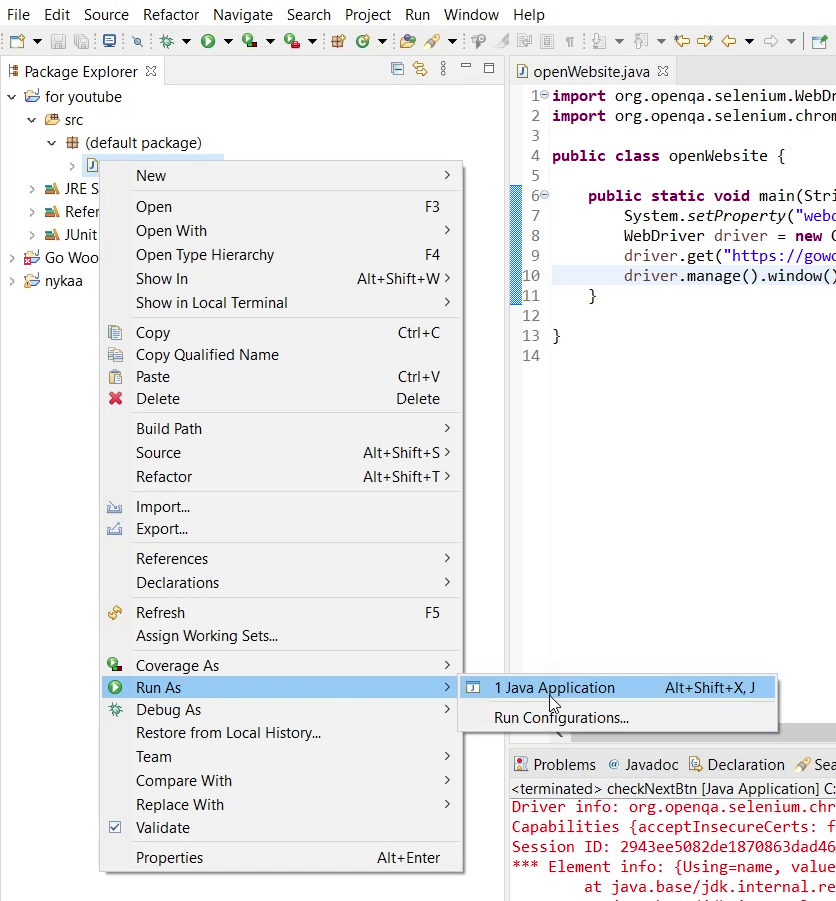 File Edit Source Refactor Navigate Search Project Run Window Help
Package Explorer
for youtube
src
(default package)
JRE S
Refer
JUnit
Go Woo
nykaa
New
Open F3
Open With
Open Type Hierarchy F4
Show In Alt+Shift+W
Show in Local Terminal
Copy Ctrl+C
Copy Qualified Name
Paste Ctrl+V
Delete Delete
Build Path
Source Alt+Shift+S
Refactor Alt+Shift+T
Import...
Export...
References
Declarations
Refresh F5
Assign Working Sets...
Coverage As
Run As
Debug As
Restore from Local History...
Team
Compare With
Replace With
Validate
Properties Alt+Enter
1 Java Application Alt+Shift+X, J
Run Configurations...
openWebsite.java
1 import org.openqa.selenium.WebDr
2 import org.openqa.selenium.chrom
3
4 public class openWebsite {
5
6 public static void main(Stri
7 System.setProperty("webd
8 WebDriver driver = new C
9 driver.get("https://gowo
10 driver.manage().window()
11 }
12
13 }
14
Problems @ Javadoc Declaration Sea
<terminated> checkNextBtn [Java Application] C:
Driver info: org.openqa.selenium.chr
Capabilities {acceptInsecureCerts: f
Session ID: 2943ee5082de1870863dad46
*** Element info: {Using=name, value
at java.base/jdk.internal.re